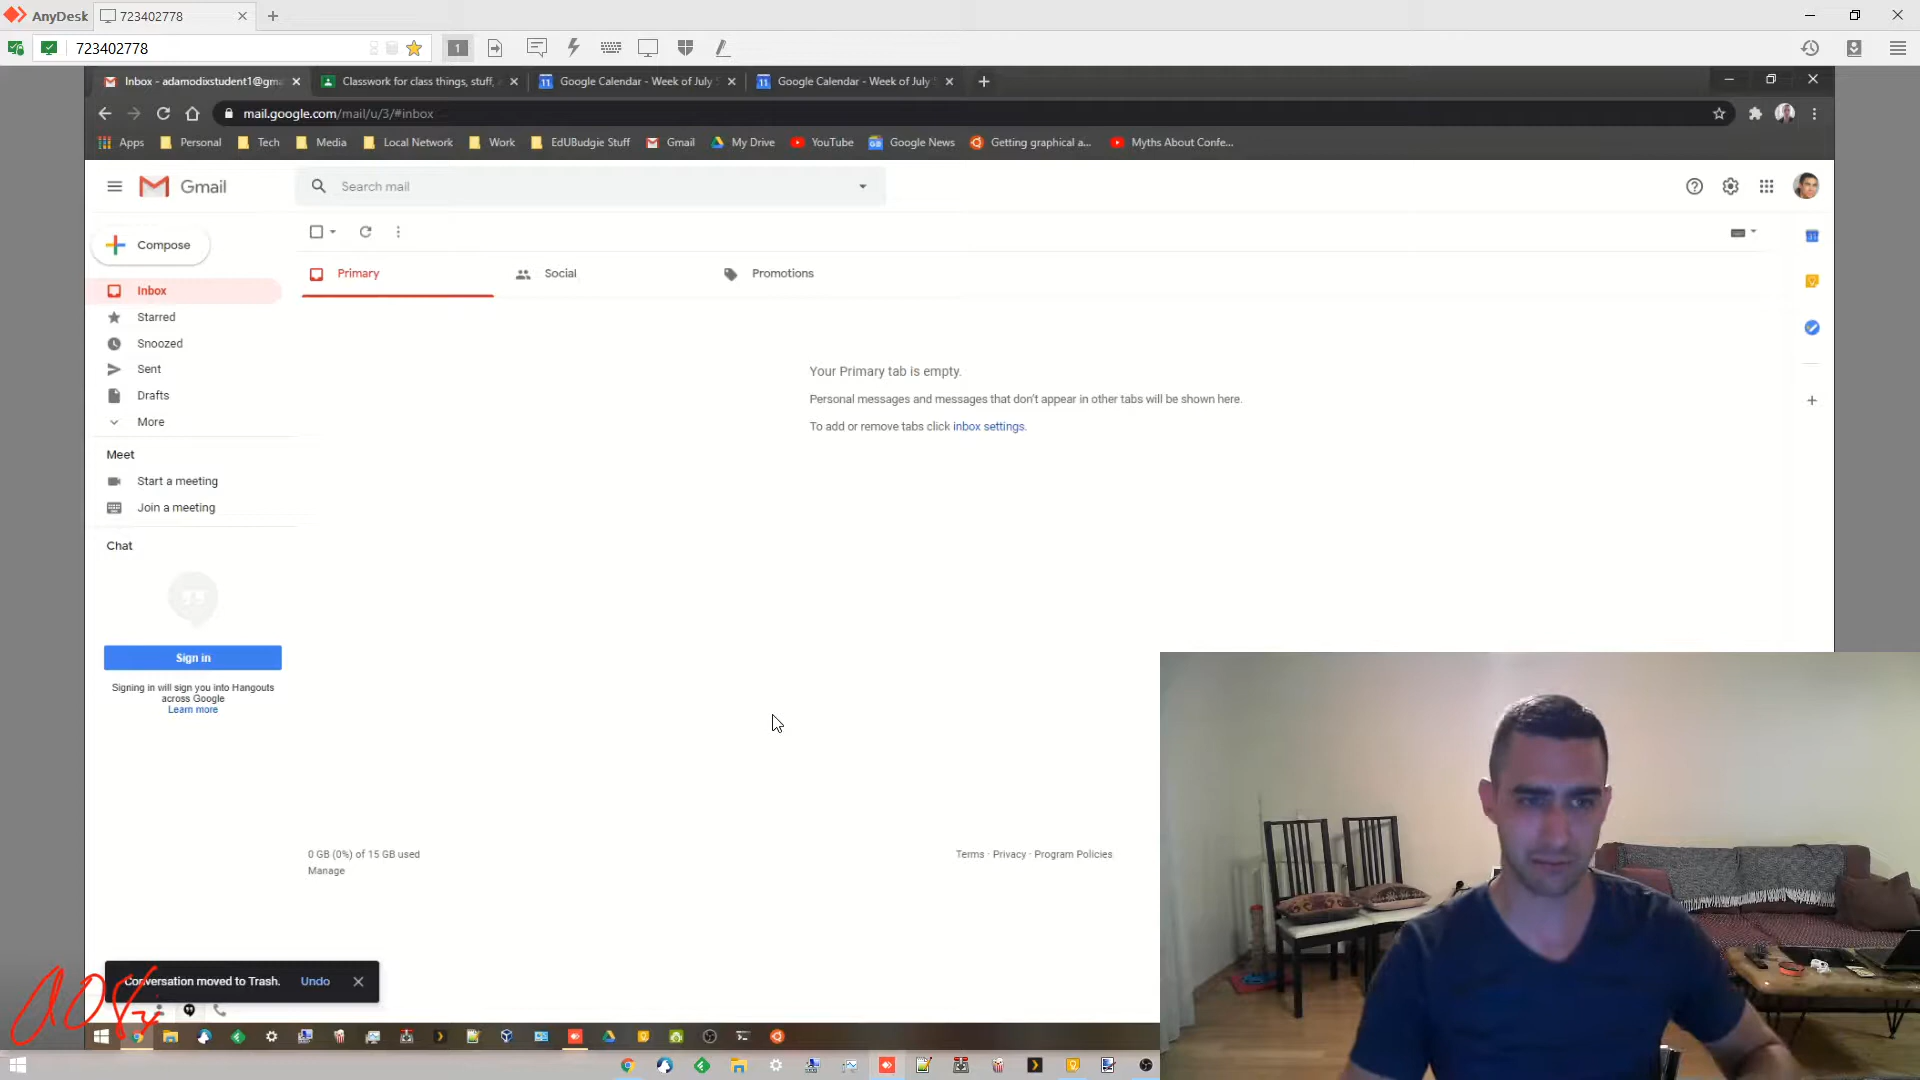 AnyDesk
723402778
723402778
1
Inbox - adamodixstudent1@gma
Classwork for class things, stuff,
Google Calendar - Week of July
Google Calendar - Week of July
mail.google.com/mail/u/3/#inbox
Apps
Personal
Tech
Media
Local Network
Work
EdUBudgie Stuff
Gmail
My Drive
YouTube
Google News
Getting graphical a...
Myths About Confe...
Gmail
Search mail
Compose
Primary
Social
Promotions
Inbox
Starred
Snoozed
Sent
Drafts
More
Your Primary tab is empty.
Personal messages and messages that don't appear in other tabs will be shown here.
To add or remove tabs click inbox settings.
Meet
Start a meeting
Join a meeting
Chat
Sign in
Signing in will sign you into Hangouts
across Google
Learn more
0 GB (0%) of 15 GB used
Manage
Terms · Privacy · Program Policies
Conversation moved to Trash.
Undo